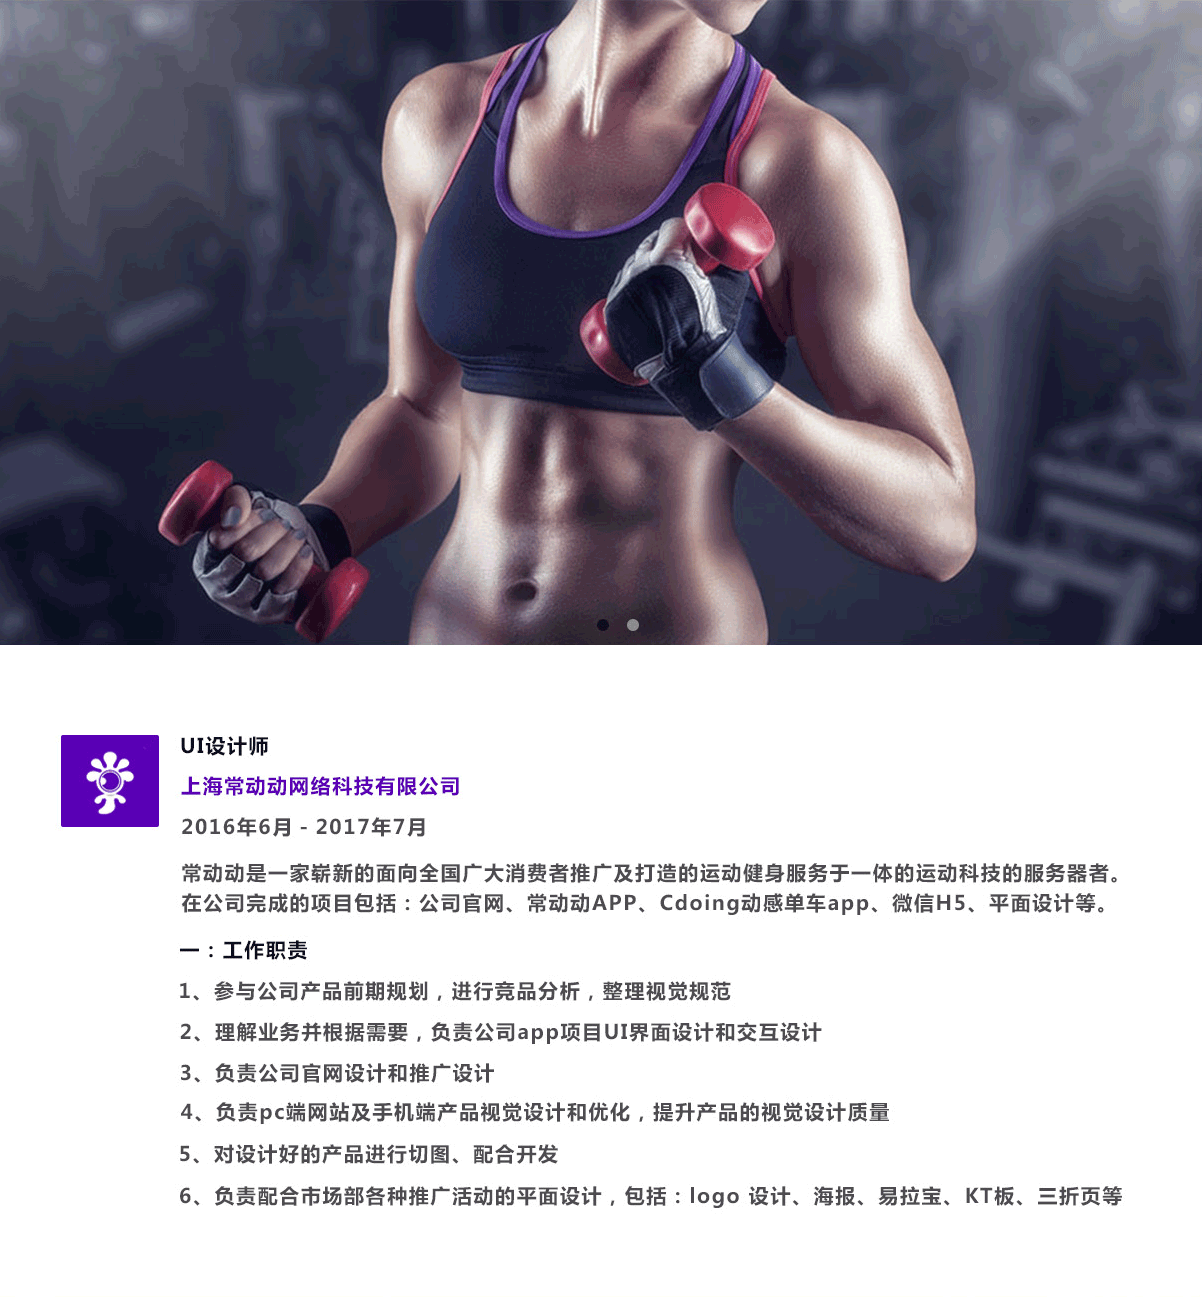 UI设计师
上海常动动网络科技有限公司
2016年6月 - 2017年7月
常动动是一家崭新的面向全国广大消费者推广及打造的运动健身服务于一体的运动科技的服务器者。
在公司完成的项目包括：公司官网、常动动APP、Cdoing动感单车app、微信H5、平面设计等。
一：工作职责
1、参与公司产品前期规划，进行竞品分析，整理视觉规范
2、理解业务并根据需要，负责公司app项目UI界面设计和交互设计
3、负责公司官网设计和推广设计
4、负责pc端网站及手机端产品视觉设计和优化，提升产品的视觉设计质量
5、对设计好的产品进行切图、配合开发
6、负责配合市场部各种推广活动的平面设计，包括：logo 设计、海报、易拉宝、KT板、三折页等